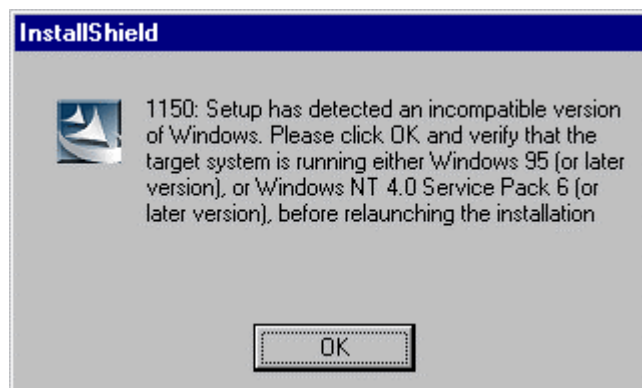 InstallShield
1150: Setup has detected an incompatible version
of Windows. Please click OK and verify that the
target system is running either Windows 95 (or later
version), or Windows NT 4.0 Service Pack 6 (or
later version), before relaunching the installation
OK